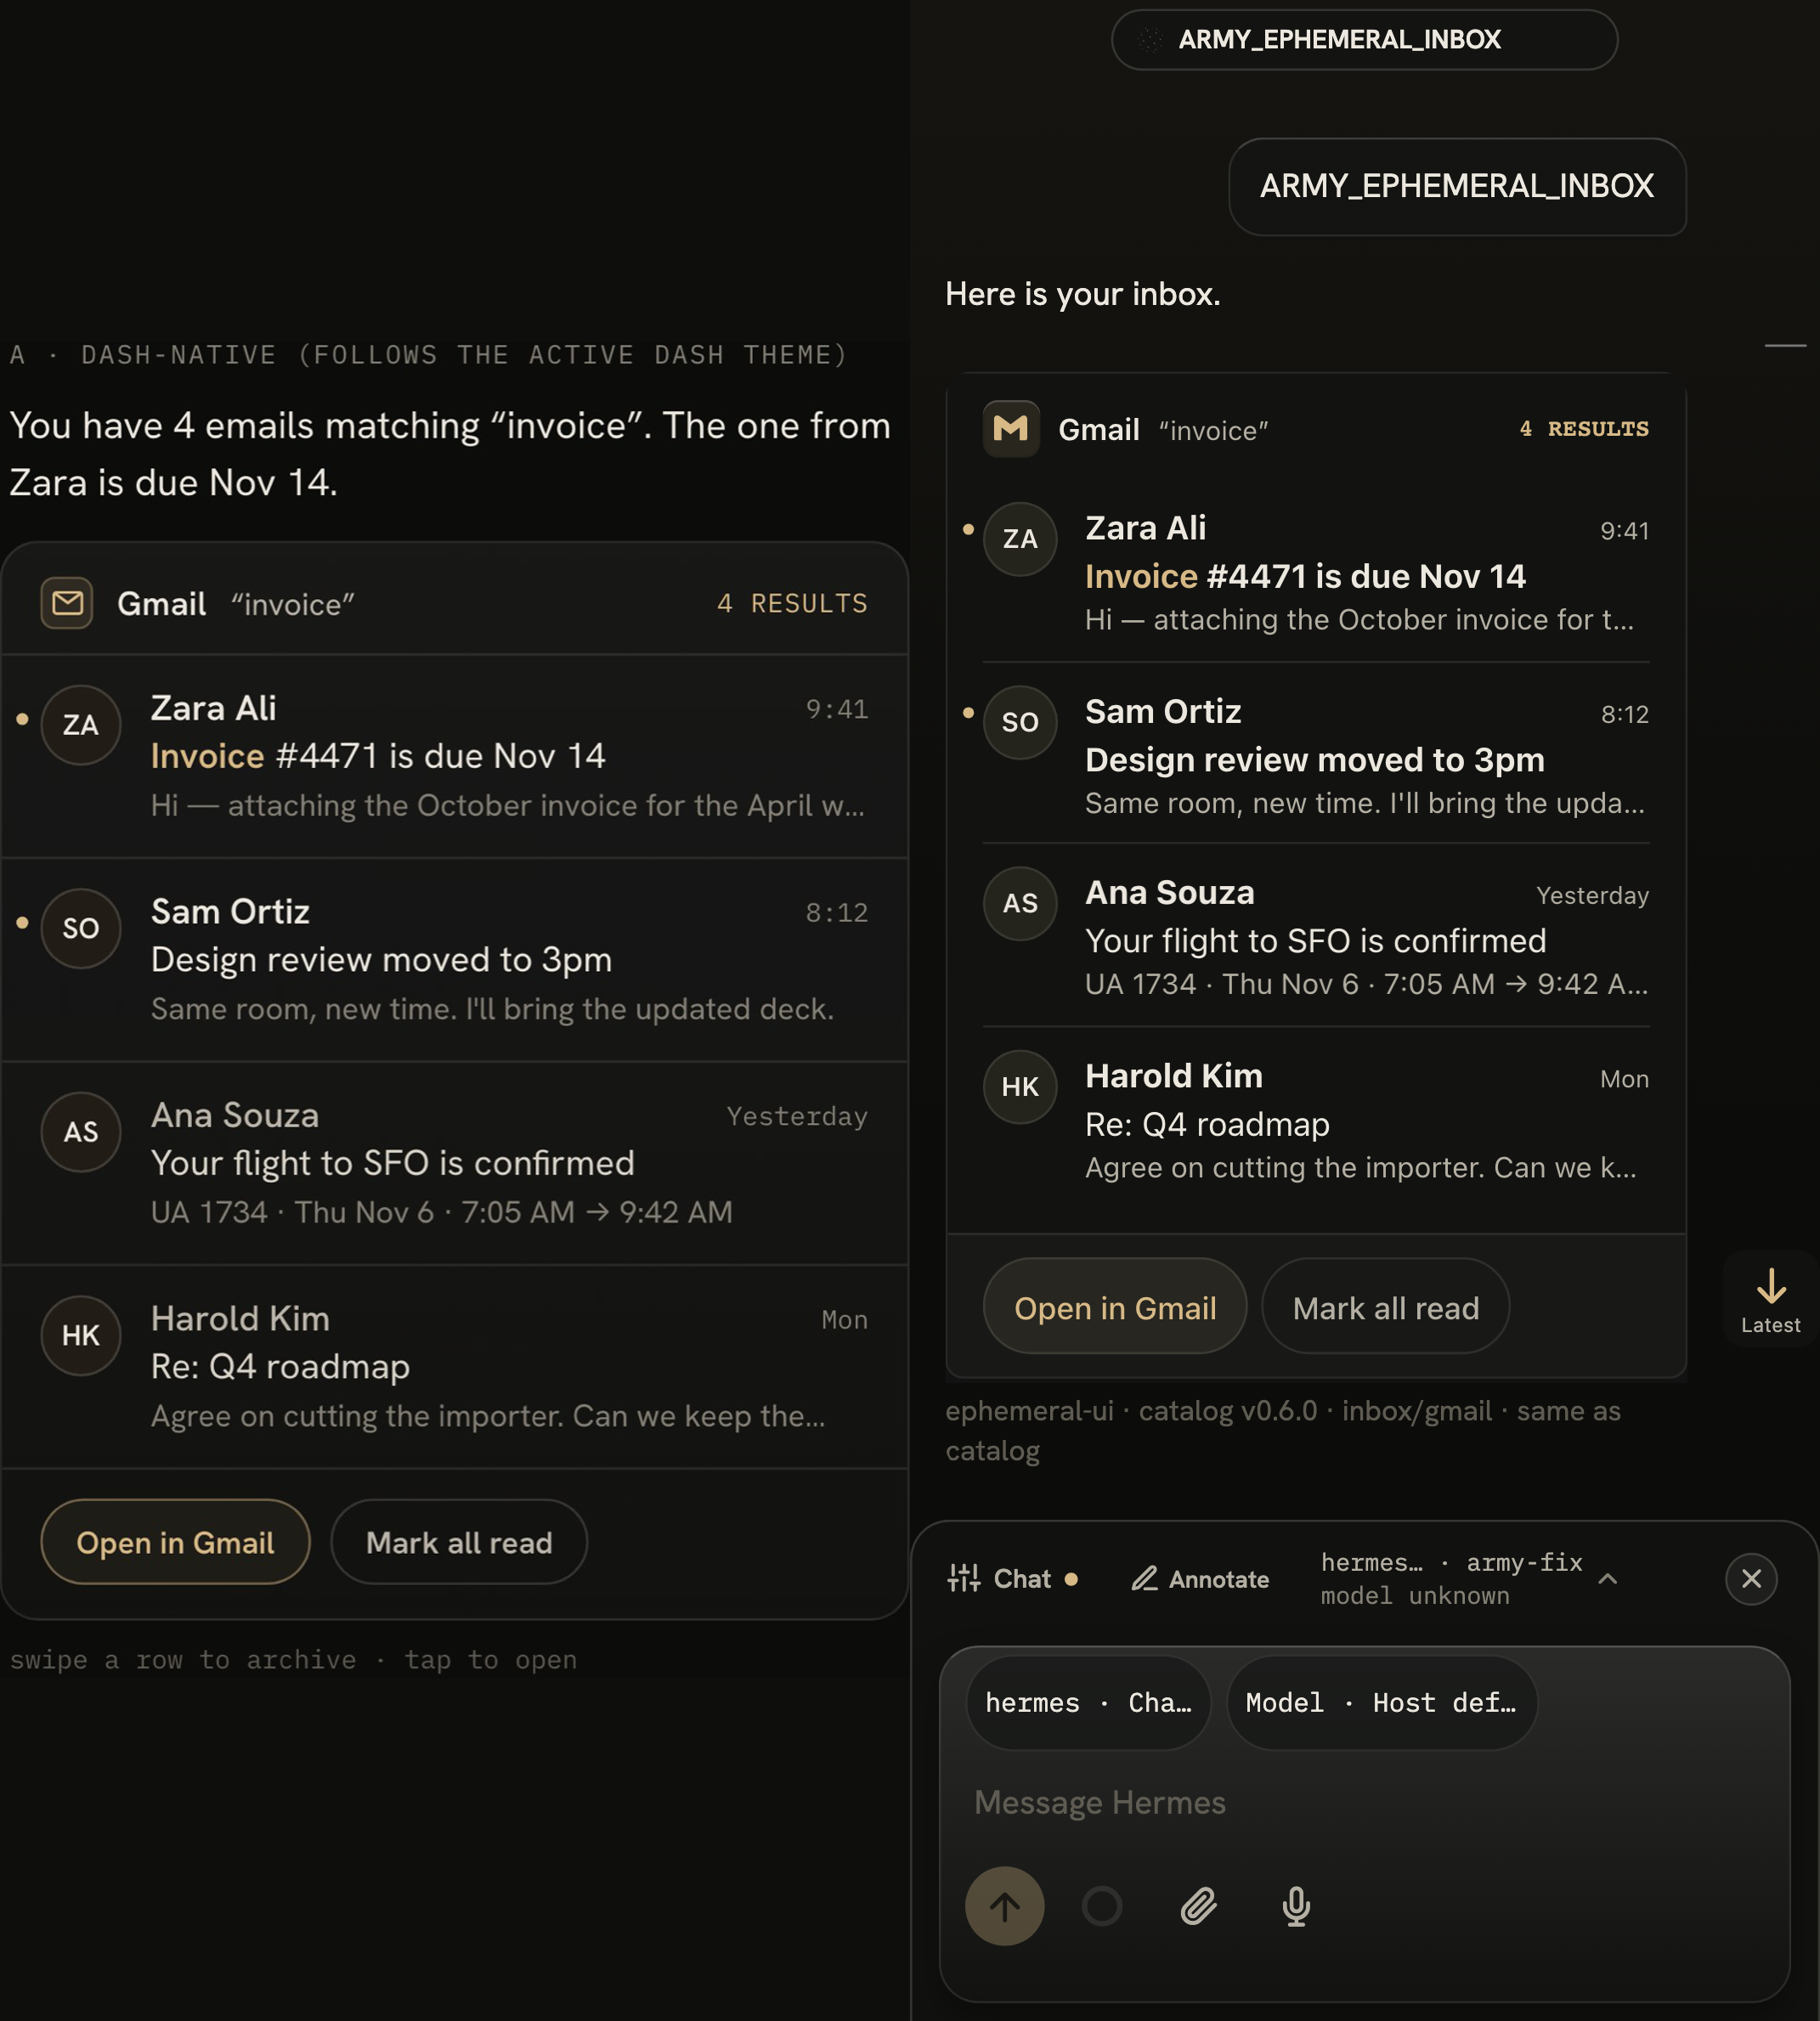 A · DASH-NATIVE (FOLLOWS THE ACTIVE DASH THEME)
You have 4 emails matching “invoice”. The one from
Zara is due Nov 14.
Gmail “invoice” 4 RESULTS
ZA Zara Ali 9:41
Invoice #4471 is due Nov 14
Hi — attaching the October invoice for the April w…
SO Sam Ortiz 8:12
Design review moved to 3pm
Same room, new time. I'll bring the updated deck.
AS Ana Souza Yesterday
Your flight to SFO is confirmed
UA 1734 · Thu Nov 6 · 7:05 AM → 9:42 AM
HK Harold Kim Mon
Re: Q4 roadmap
Agree on cutting the importer. Can we keep the…
Open in Gmail Mark all read
swipe a row to archive · tap to open
ARMY_EPHEMERAL_INBOX
ARMY_EPHEMERAL_INBOX
Here is your inbox.
Gmail “invoice” 4 RESULTS
ZA Zara Ali 9:41
Invoice #4471 is due Nov 14
Hi — attaching the October invoice for t…
SO Sam Ortiz 8:12
Design review moved to 3pm
Same room, new time. I'll bring the upda…
AS Ana Souza Yesterday
Your flight to SFO is confirmed
UA 1734 · Thu Nov 6 · 7:05 AM → 9:42 A…
HK Harold Kim Mon
Re: Q4 roadmap
Agree on cutting the importer. Can we k…
Open in Gmail Mark all read
Latest
ephemeral-ui · catalog v0.6.0 · inbox/gmail · same as
catalog
Chat Annotate hermes… · army-fix
model unknown
hermes · Cha… Model · Host def…
Message Hermes